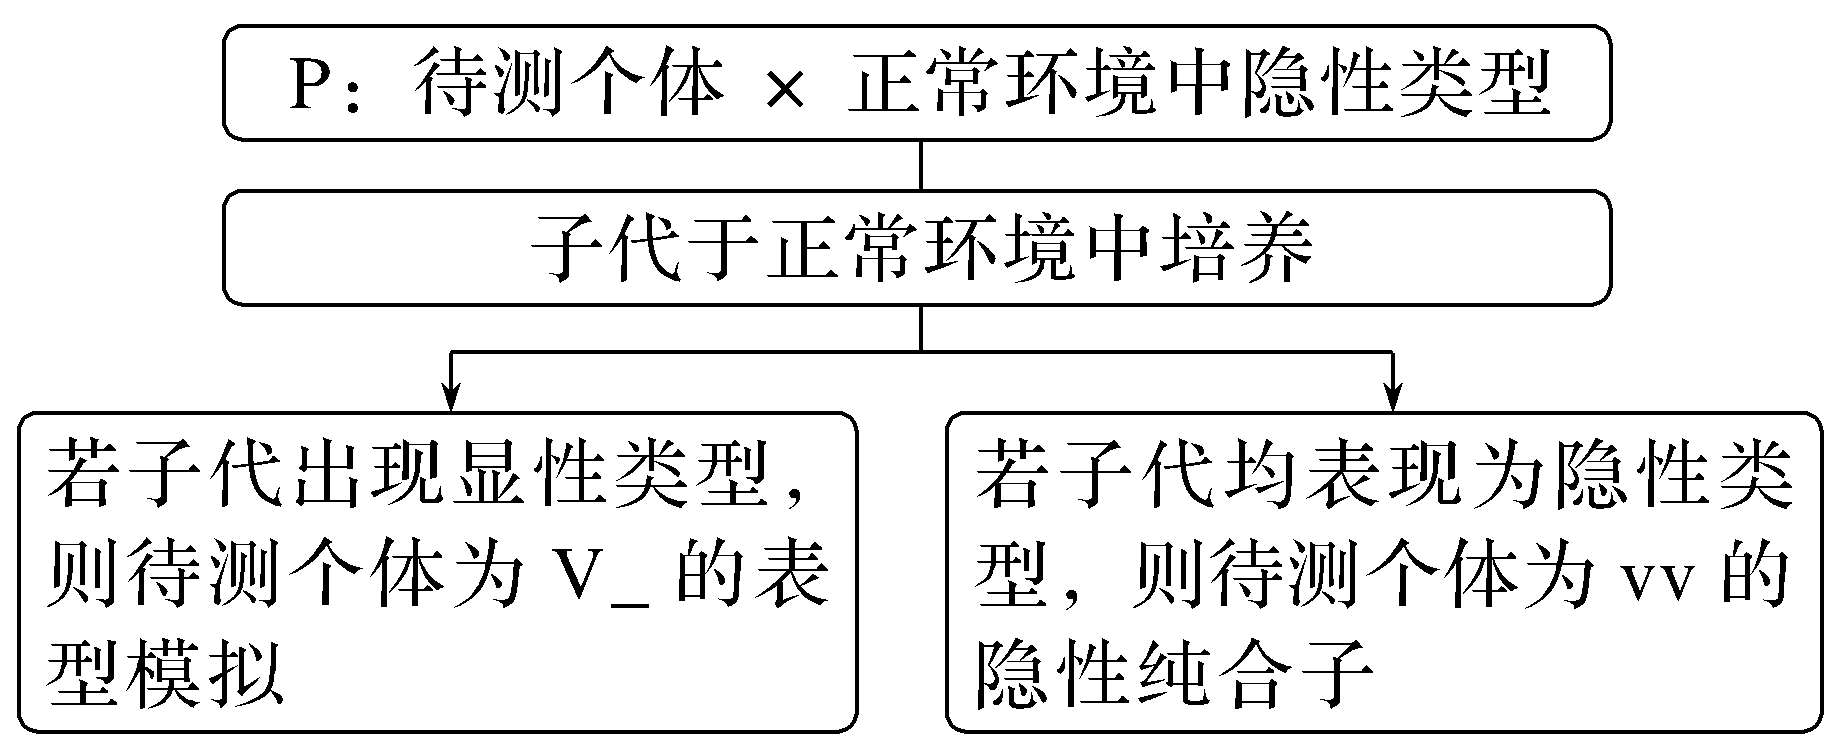 P：待测个体 × 正常环境中隐性类型
子代于正常环境中培养
若子代出现显性类型，
则待测个体为 V_ 的表
型模拟
若子代均表现为隐性类
型，则待测个体为 vv 的
隐性纯合子